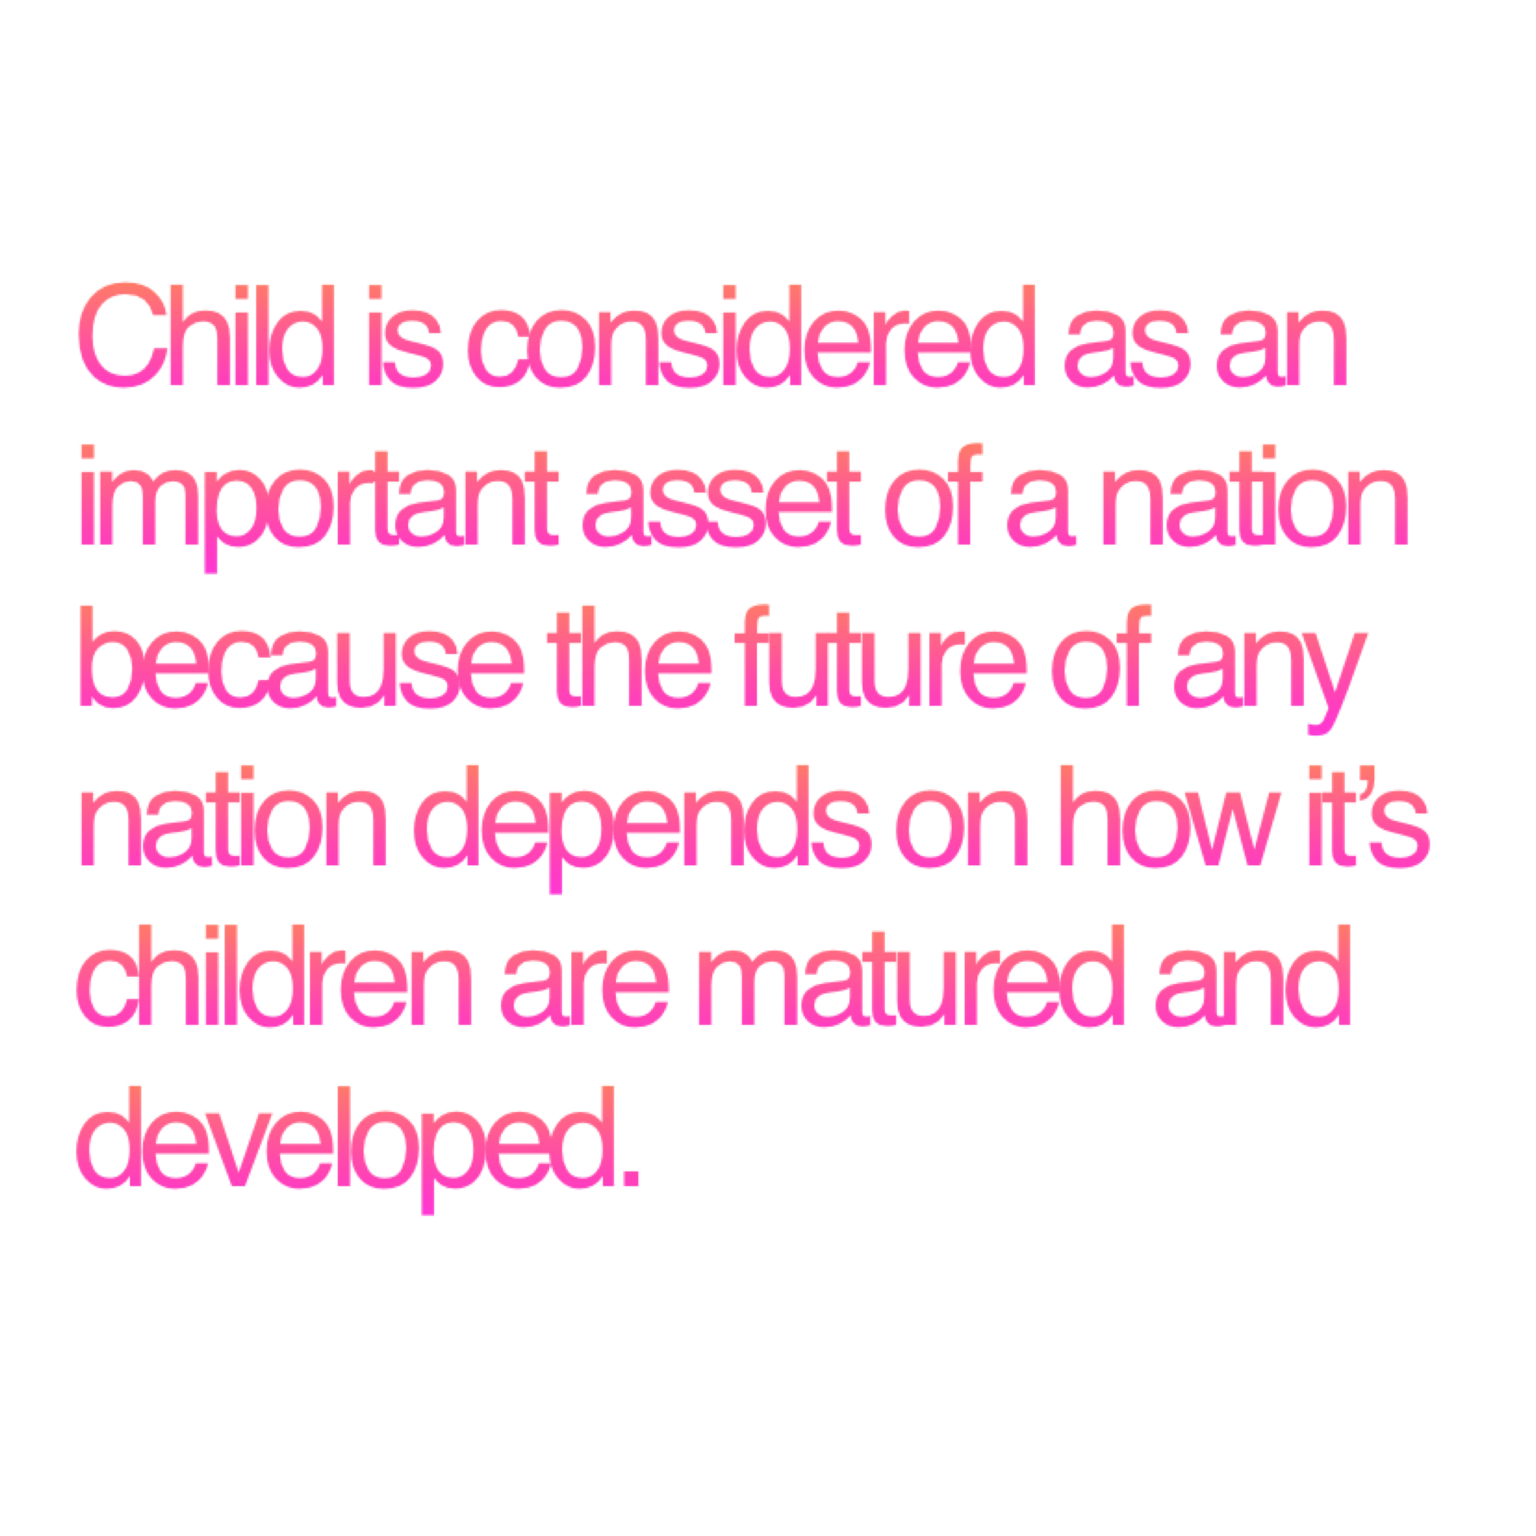 Child is considered as an
important asset of a nation
because the future of any
nation depends on how it’s
children are matured and
developed.